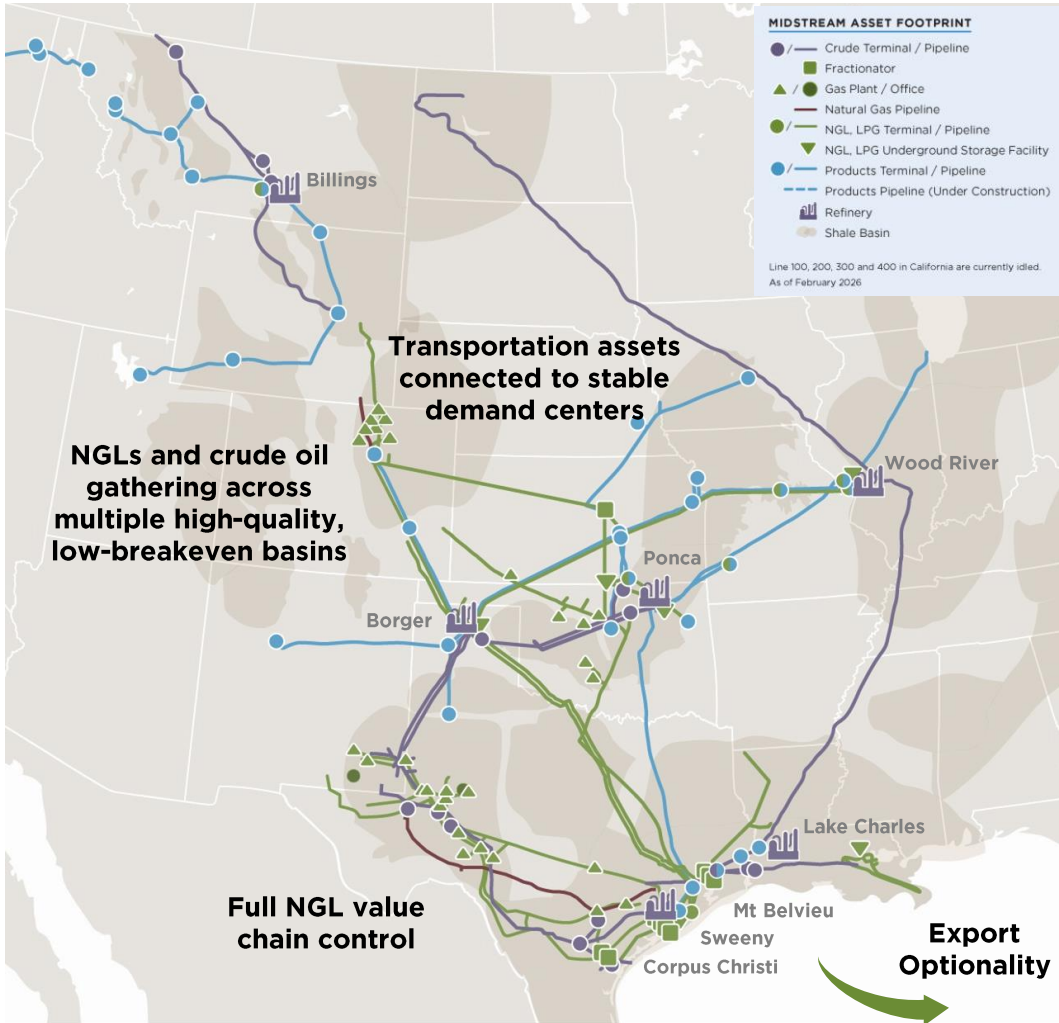 MIDSTREAM ASSET FOOTPRINT
Crude Terminal / Pipeline
Fractionator
Gas Plant / Office
Natural Gas Pipeline
NGL, LPG Terminal / Pipeline
NGL, LPG Underground Storage Facility
Products Terminal / Pipeline
Products Pipeline (Under Construction)
Refinery
Shale Basin
Line 100, 200, 300 and 400 in California are currently idled.
As of February 2026
Billings
Transportation assets
connected to stable
demand centers
NGLs and crude oil
gathering across
multiple high-quality,
low-breakeven basins
Wood River
Ponca
Borger
Lake Charles
Full NGL value
chain control
Mt Belvieu
Sweeny
Corpus Christi
Export
Optionality